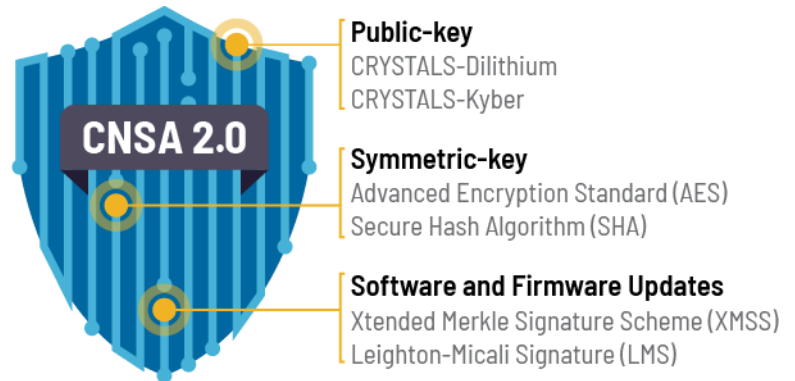 CNSA 2.0
Public-key
CRYSTALS-Dilithium
CRYSTALS-Kyber
Symmetric-key
Advanced Encryption Standard (AES)
Secure Hash Algorithm (SHA)
Software and Firmware Updates
Xtended Merkle Signature Scheme (XMSS)
Leighton-Micali Signature (LMS)